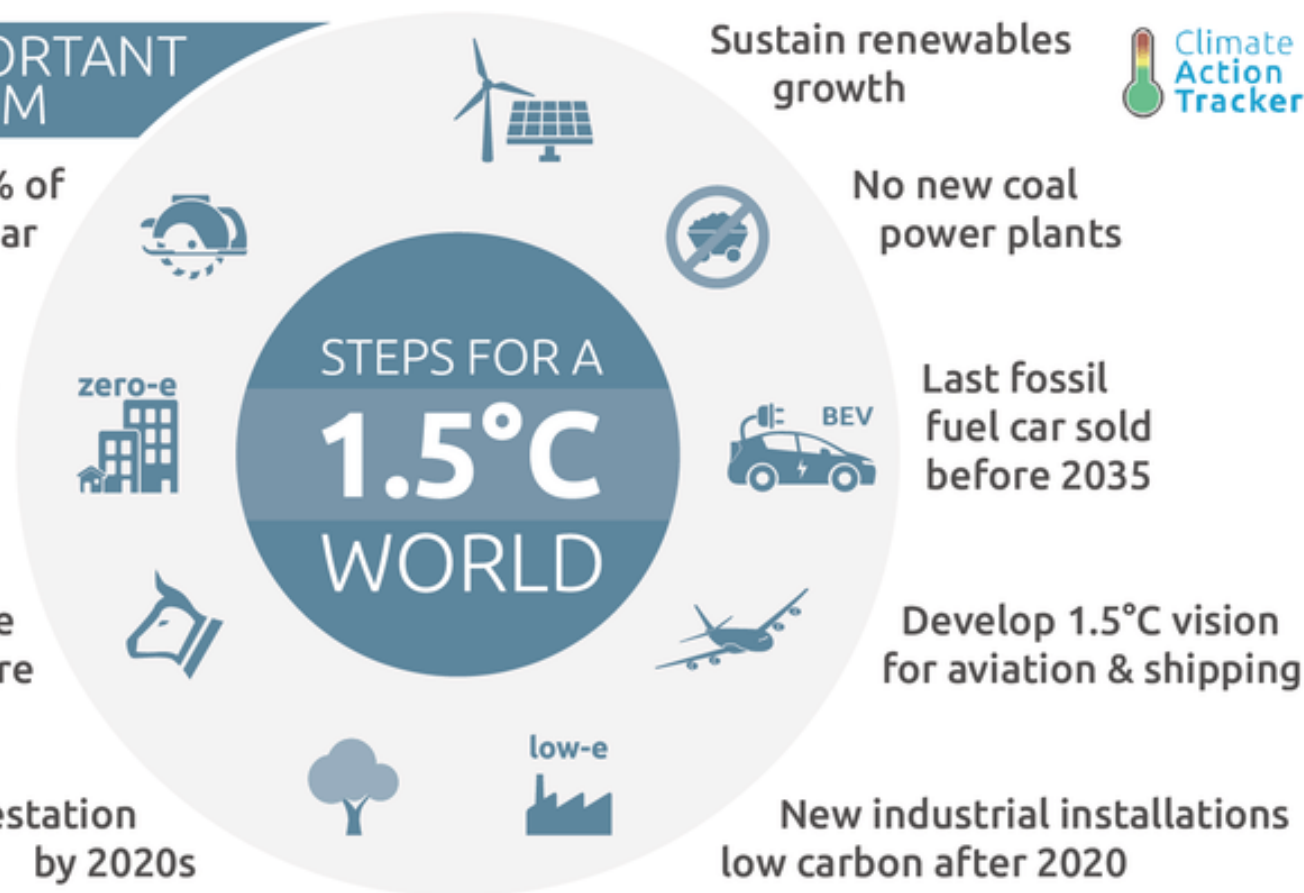 ORTANT
M
Sustain renewables
growth
Climate
Action
Tracker
% of
ar
No new coal
power plants
STEPS FOR A
1.5°C
WORLD
zero-e
BEV
Last fossil
fuel car sold
before 2035
e
re
Develop 1.5°C vision
for aviation & shipping
low-e
estation
by 2020s
New industrial installations
low carbon after 2020